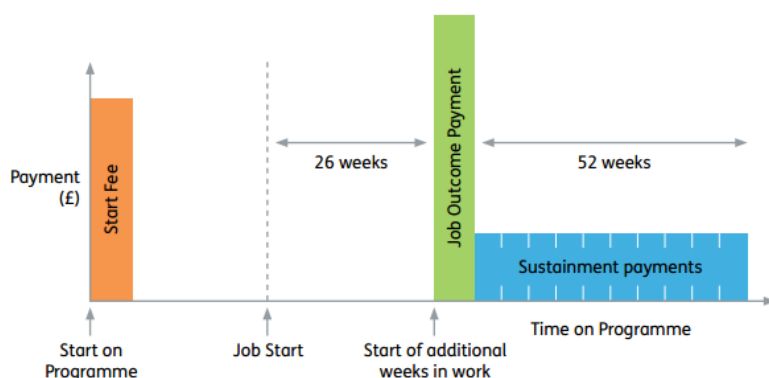 Payment
(£)
Start Fee
26 weeks
Job Outcome Payment
52 weeks
Sustainment payments
Time on Programme
Start on
Programme
Job Start
Start of additional
weeks in work